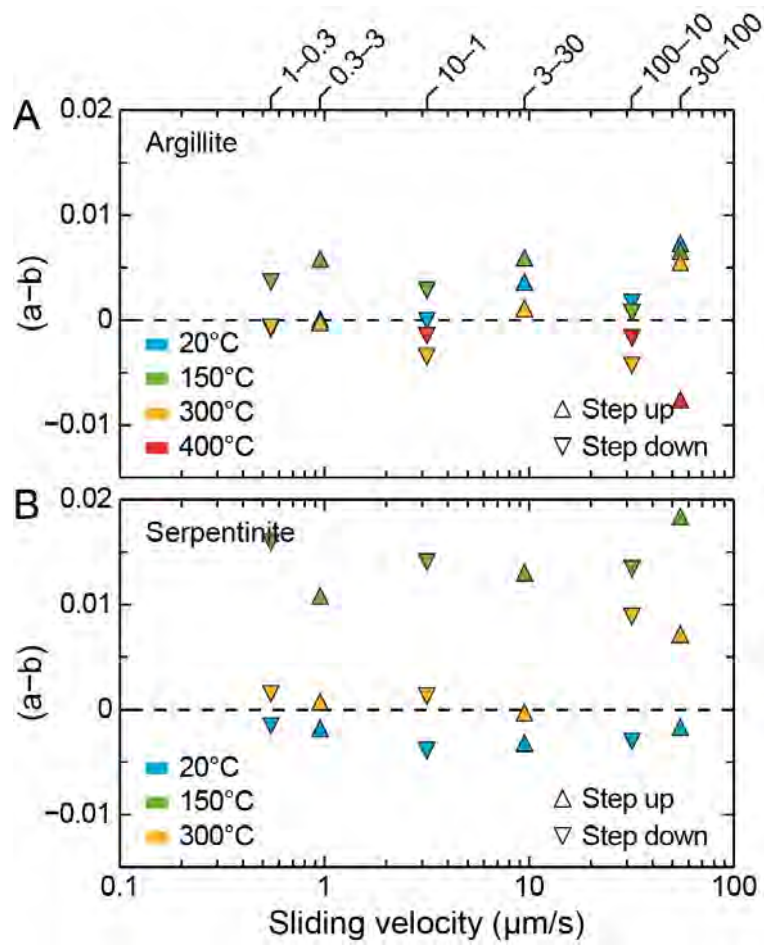 1–0.3
0.3–3
10–1
3–30
100–10
30–100
A
0.02
Argillite
0.01
(a–b)
0
20°C
150°C
300°C
400°C
−0.01
Step up
Step down
B
0.02
Serpentinite
0.01
(a–b)
0
20°C
150°C
300°C
−0.01
Step up
Step down
0.1 1 10 100
Sliding velocity (µm/s)